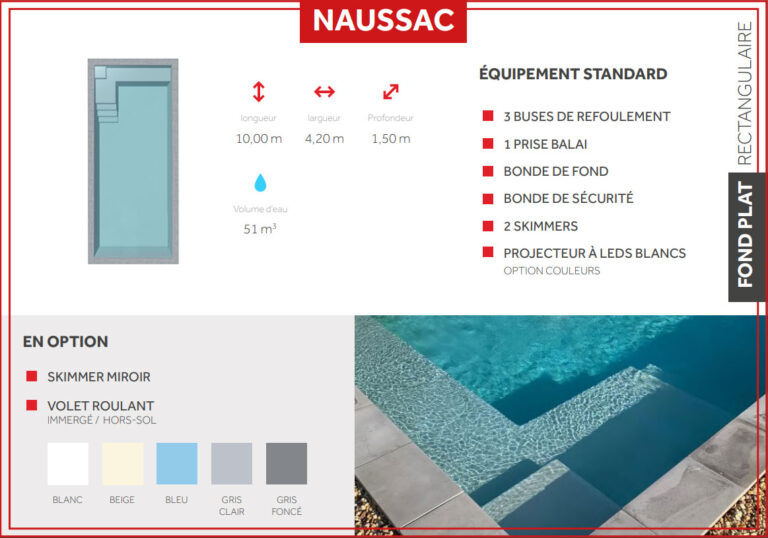 NAUSSAC
longueur
largueur
Profondeur
10,00 m
4,20 m
1,50 m
Volume d'eau
51 m³
ÉQUIPEMENT STANDARD
3 BUSES DE REFOULEMENT
1 PRISE BALAI
BONDE DE FOND
BONDE DE SÉCURITÉ
2 SKIMMERS
PROJECTEUR À LEDS BLANCS
OPTION COULEURS
FOND PLAT RECTANGULAIRE
EN OPTION
SKIMMER MIROIR
VOLET ROULANT
IMMERGÉ / HORS-SOL
BLANC
BEIGE
BLEU
GRIS
CLAIR
GRIS
FONCÉ